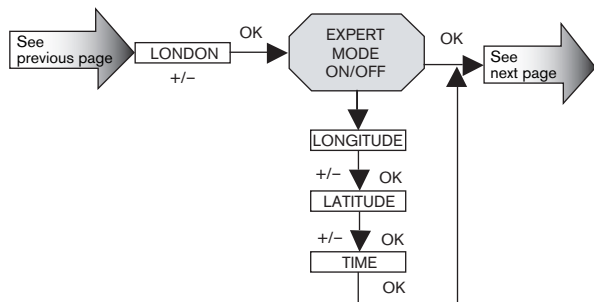 See
previous page
LONDON
+/–
OK
EXPERT
MODE
ON/OFF
OK
See
next page
LONGITUDE
+/– OK
LATITUDE
+/– OK
TIME
OK